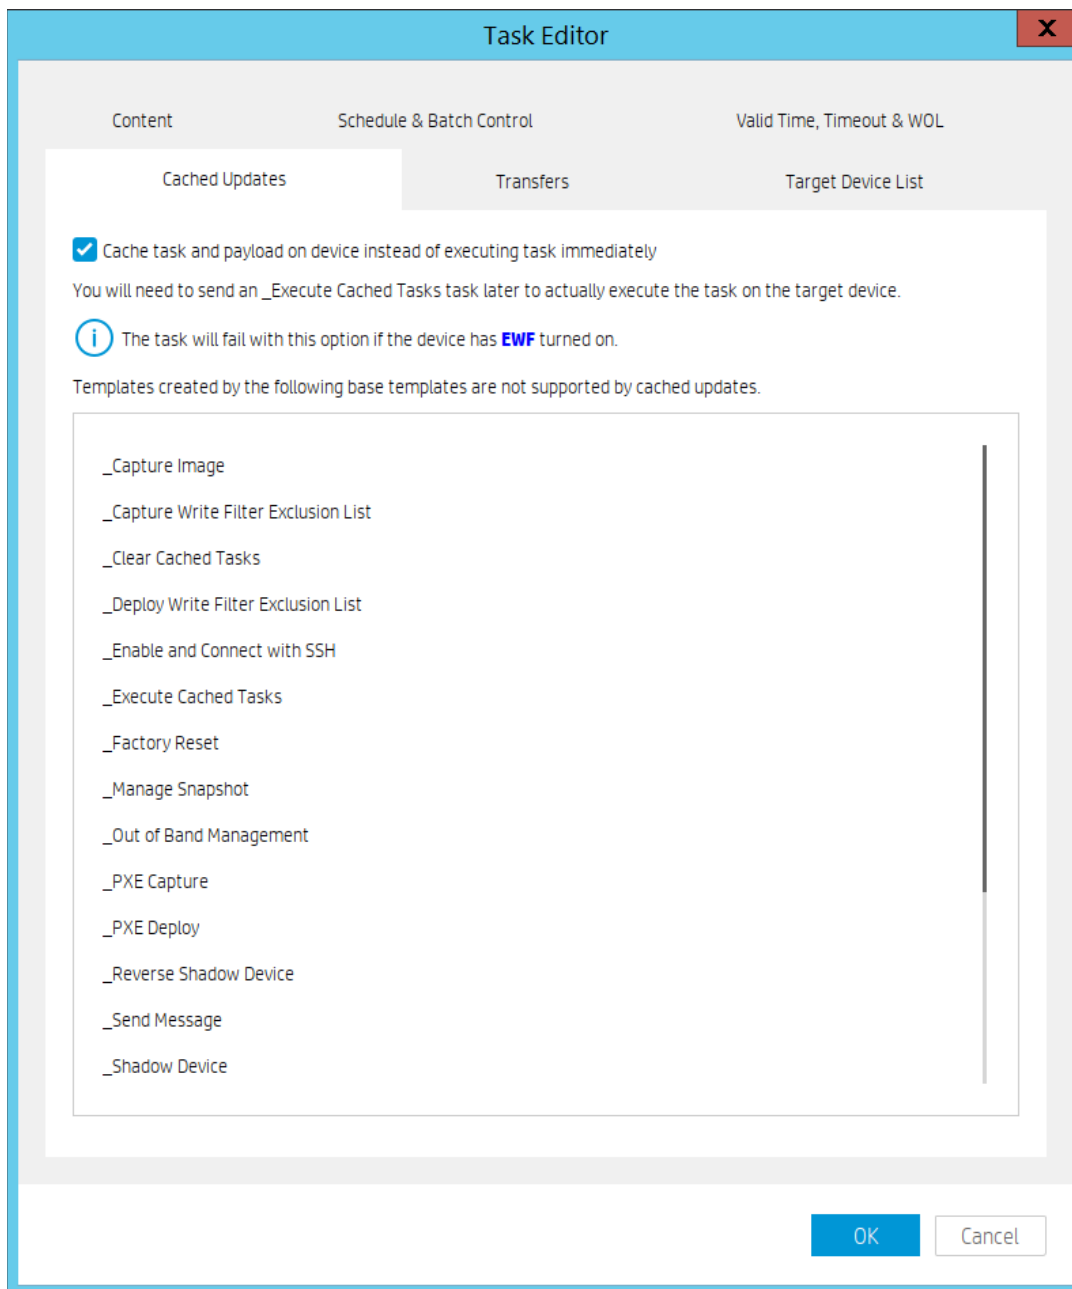 Task Editor
X
Content
Schedule & Batch Control
Valid Time, Timeout & WOL
Cached Updates
Transfers
Target Device List
Cache task and payload on device instead of executing task immediately
You will need to send an _Execute Cached Tasks task later to actually execute the task on the target device.
i The task will fail with this option if the device has EWF turned on.
Templates created by the following base templates are not supported by cached updates.
_Capture Image
_Capture Write Filter Exclusion List
_Clear Cached Tasks
_Deploy Write Filter Exclusion List
_Enable and Connect with SSH
_Execute Cached Tasks
_Factory Reset
_Manage Snapshot
_Out of Band Management
_PXE Capture
_PXE Deploy
_Reverse Shadow Device
_Send Message
_Shadow Device
OK
Cancel